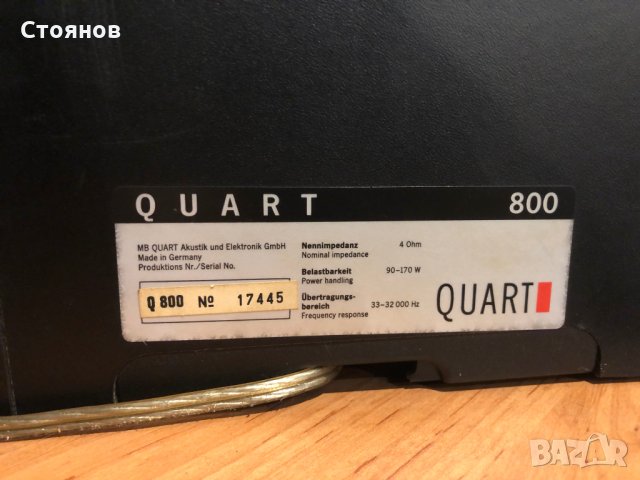 Стоянов
QUART 800
MB QUART Akustik und Elektronik GmbH
Made in Germany
Produktions Nr./Serial No.
Q 800 № 17445
Nennimpedanz 4 Ohm
Nominal impedance
Belastbarkeit 90–170 W
Power handling
Übertragungs-
bereich 33–32 000 Hz
Frequency response
QUART
BAZAR